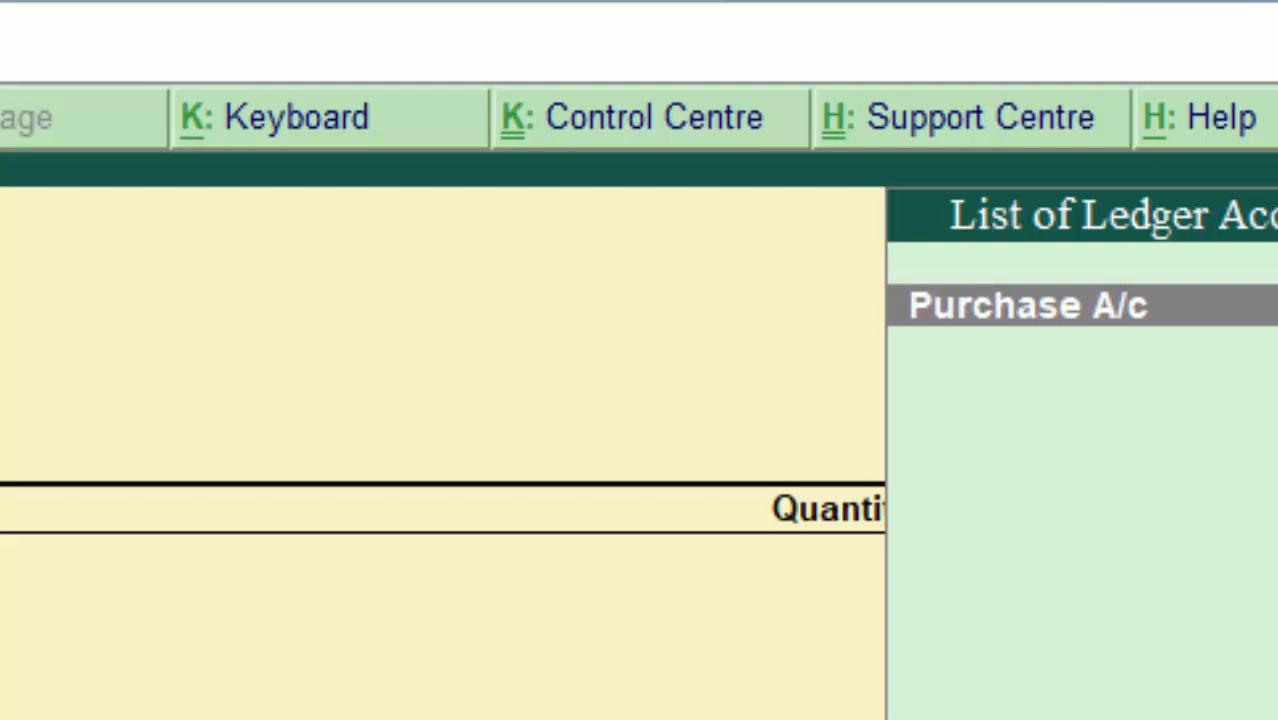 age K: Keyboard K: Control Centre H: Support Centre H: Help
List of Ledger Acc
Purchase A/c
Quanti